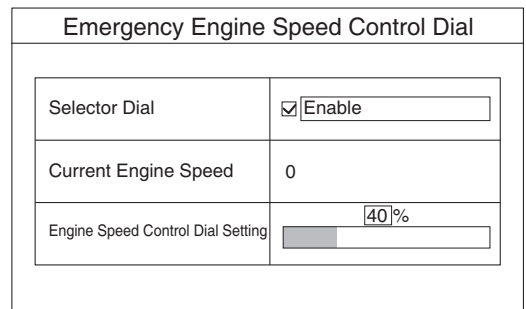 Emergency Engine Speed Control Dial
Selector Dial
Enable
Current Engine Speed
0
Engine Speed Control Dial Setting
40 %